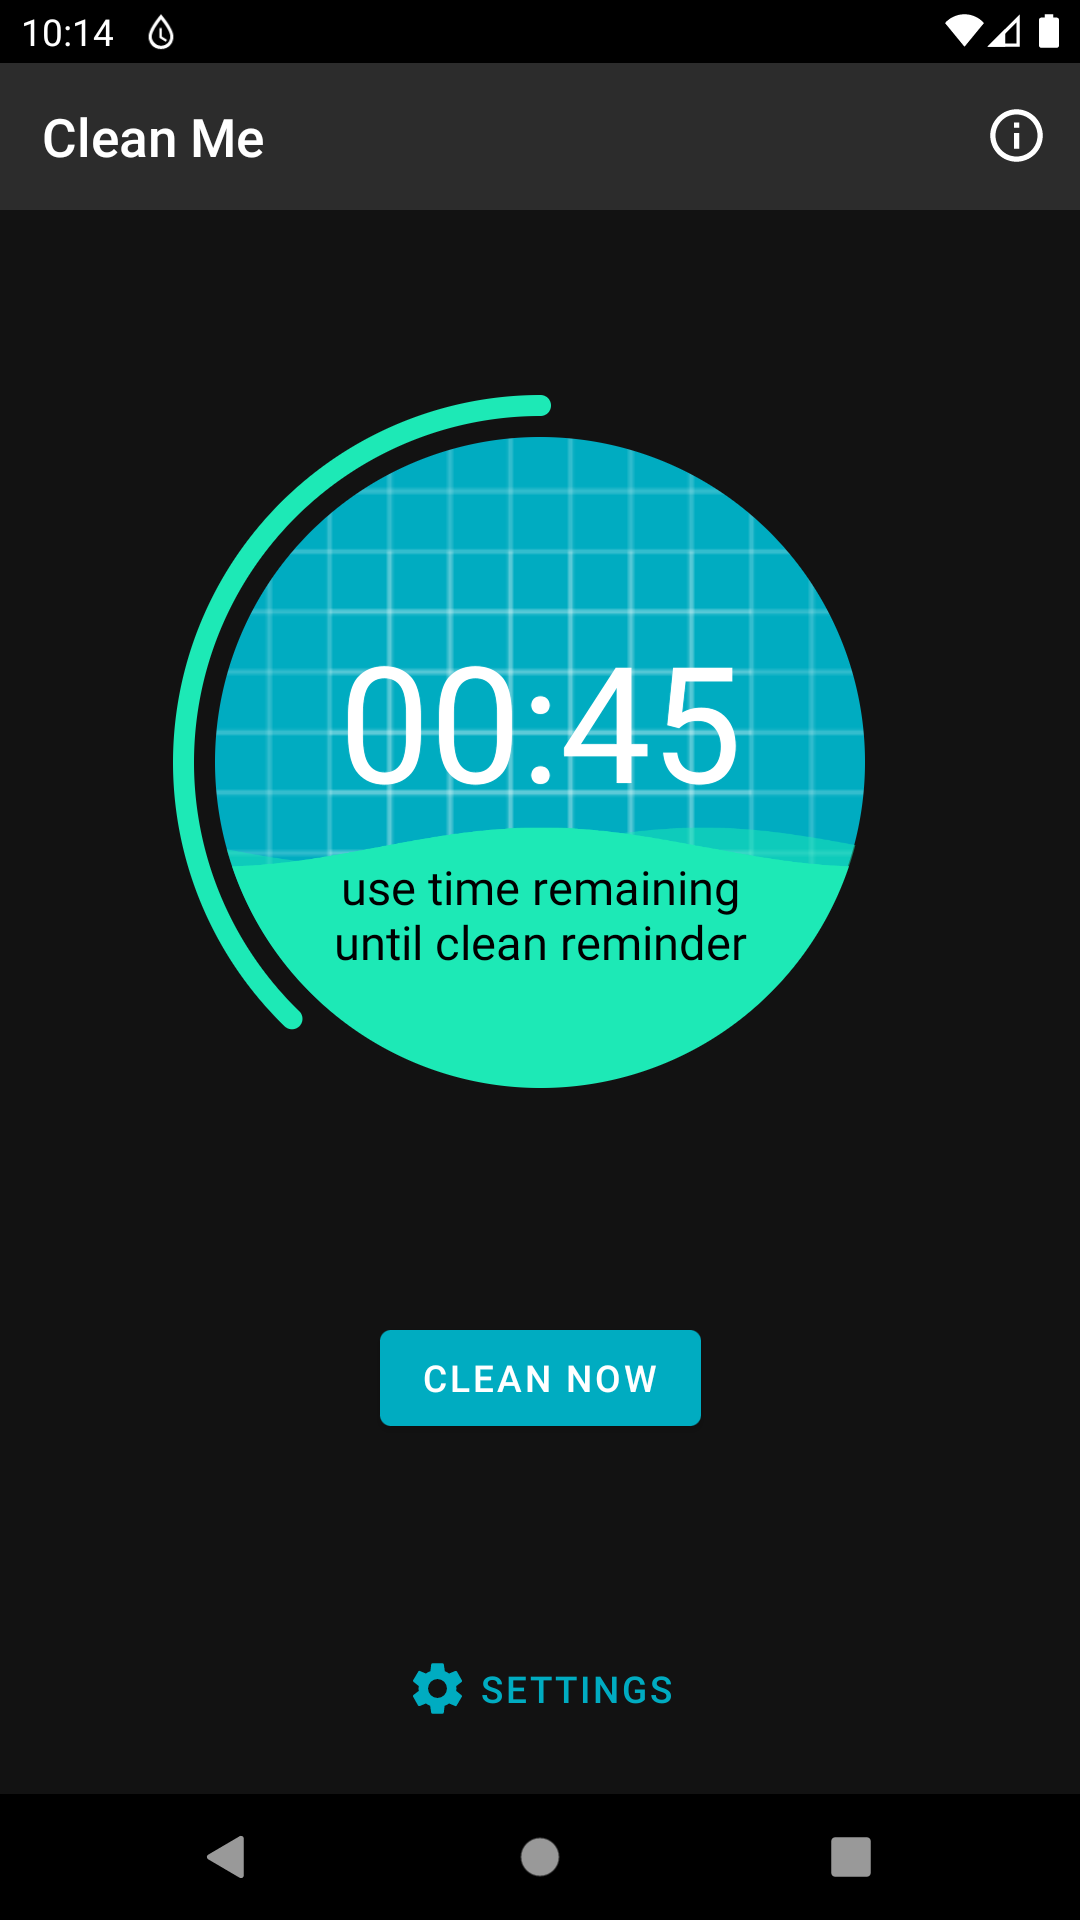 10:14
Clean Me
00:45
use time remaining
until clean reminder
CLEAN NOW
SETTINGS